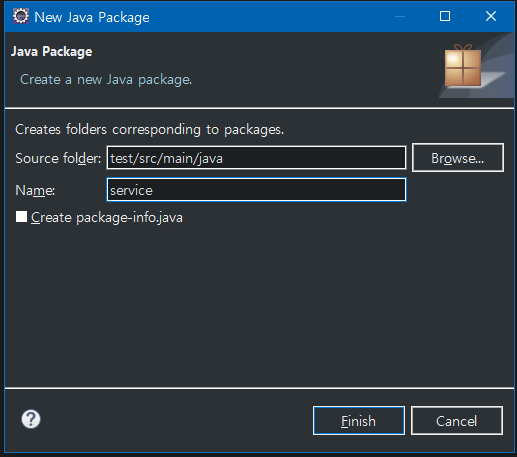 New Java Package
Java Package
Create a new Java package.
Creates folders corresponding to packages.
Source folder: test/src/main/java Browse...
Name: service
Create package-info.java
?
Finish Cancel